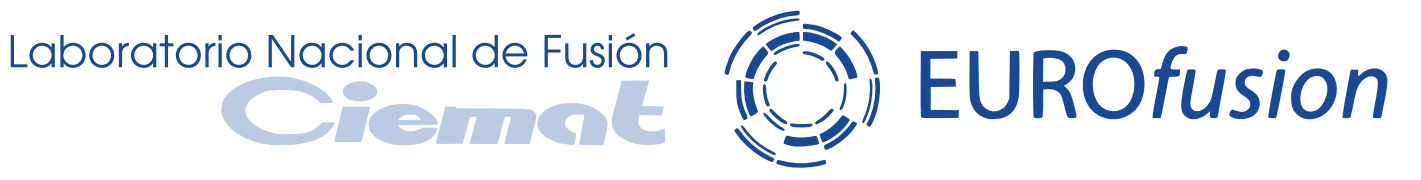 Laboratorio Nacional de Fusión
Ciemat
EUROfusion